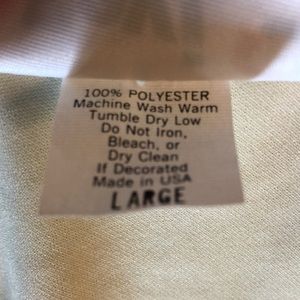 100% POLYESTER
Machine Wash Warm
Tumble Dry Low
Do Not Iron,
Bleach, or
Dry Clean
If Decorated
Made in USA
LARGE